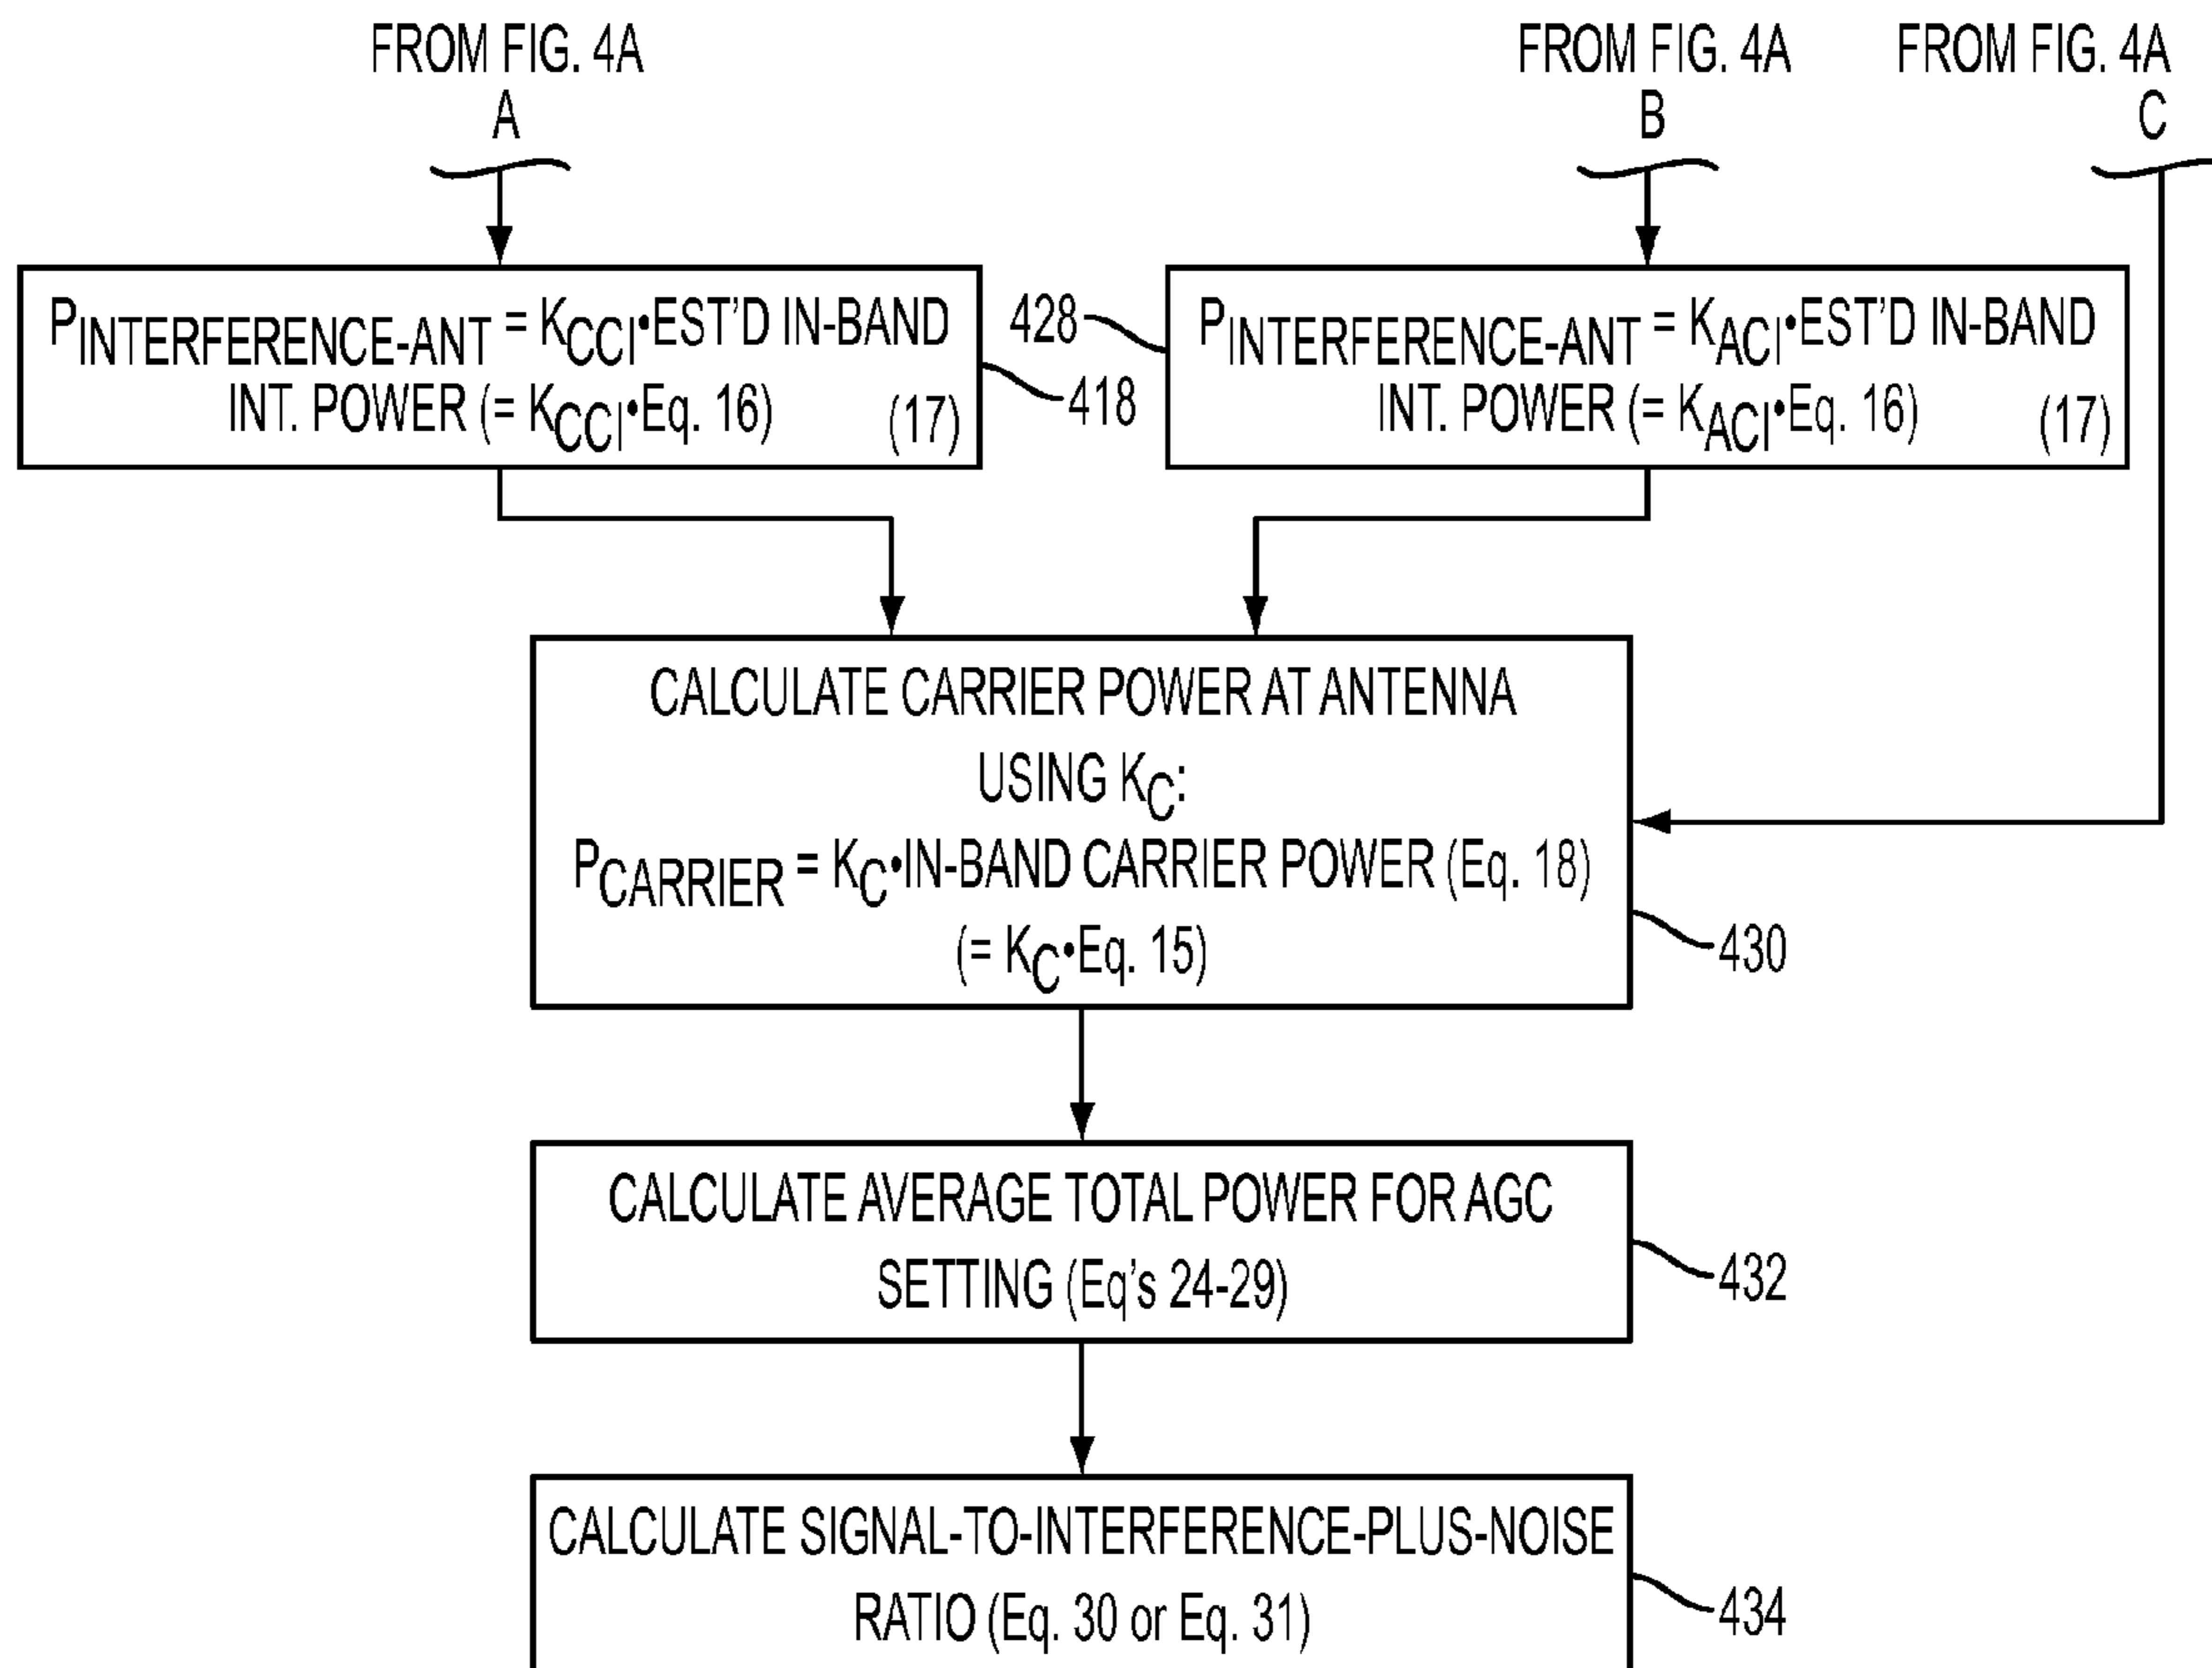 FROM FIG. 4A
A
FROM FIG. 4A
B
FROM FIG. 4A
C
PINTERFERENCE-ANT = KCCI•EST'D IN-BAND
INT. POWER (= KCCI•Eq. 16)
(17)
418
428
PINTERFERENCE-ANT = KACI•EST'D IN-BAND
INT. POWER (= KACI•Eq. 16)
(17)
CALCULATE CARRIER POWER AT ANTENNA
USING KC:
PCARRIER = KC•IN-BAND CARRIER POWER (Eq. 18)
(= KC•Eq. 15)
430
CALCULATE AVERAGE TOTAL POWER FOR AGC
SETTING (Eq's 24-29)
432
CALCULATE SIGNAL-TO-INTERFERENCE-PLUS-NOISE
RATIO (Eq. 30 or Eq. 31)
434